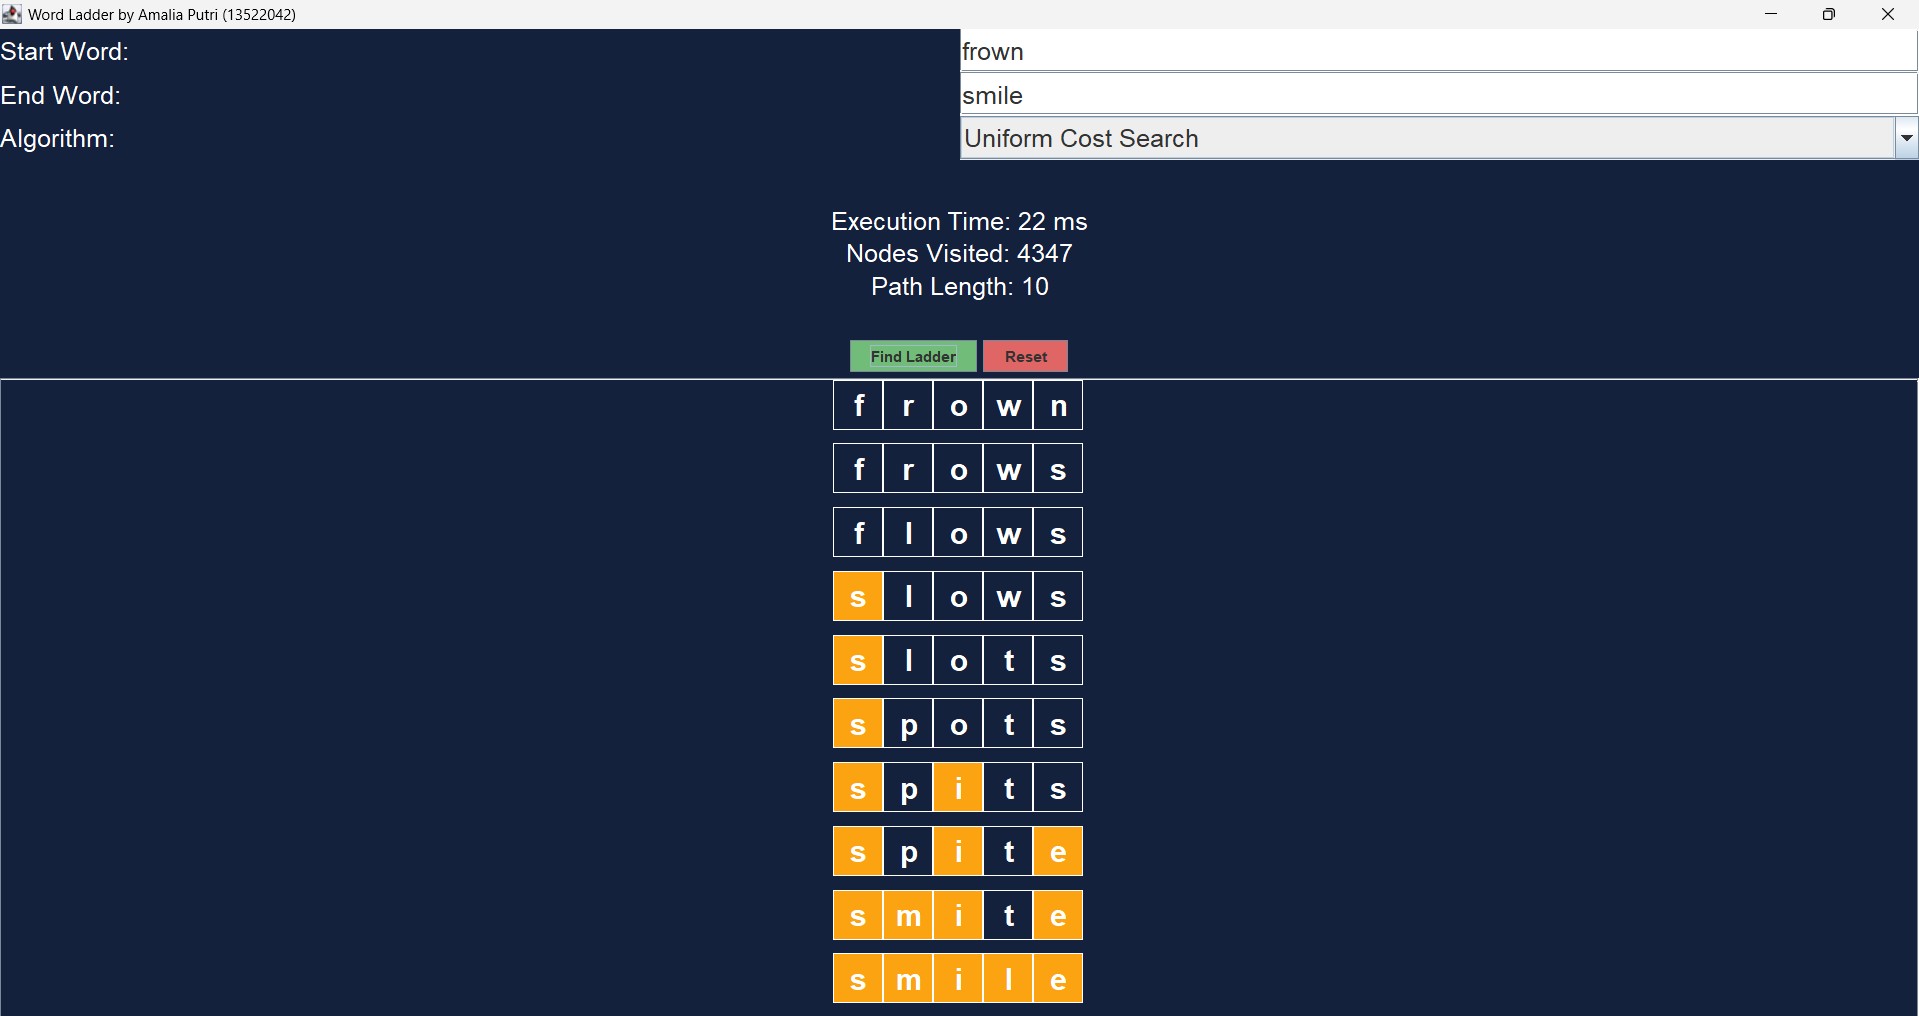 Word Ladder by Amalia Putri (13522042)
Start Word: frown
End Word: smile
Algorithm: Uniform Cost Search
Execution Time: 22 ms
Nodes Visited: 4347
Path Length: 10
Find Ladder Reset
f r o w n
f r o w s
f l o w s
s l o w s
s l o t s
s p o t s
s p i t s
s p i t e
s m i t e
s m i l e